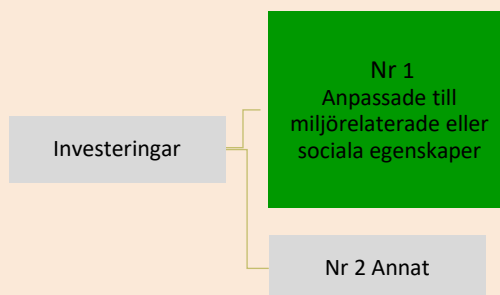 Investeringar
Nr 1
Anpassade till
miljörelaterade eller
sociala egenskaper
Nr 2 Annat